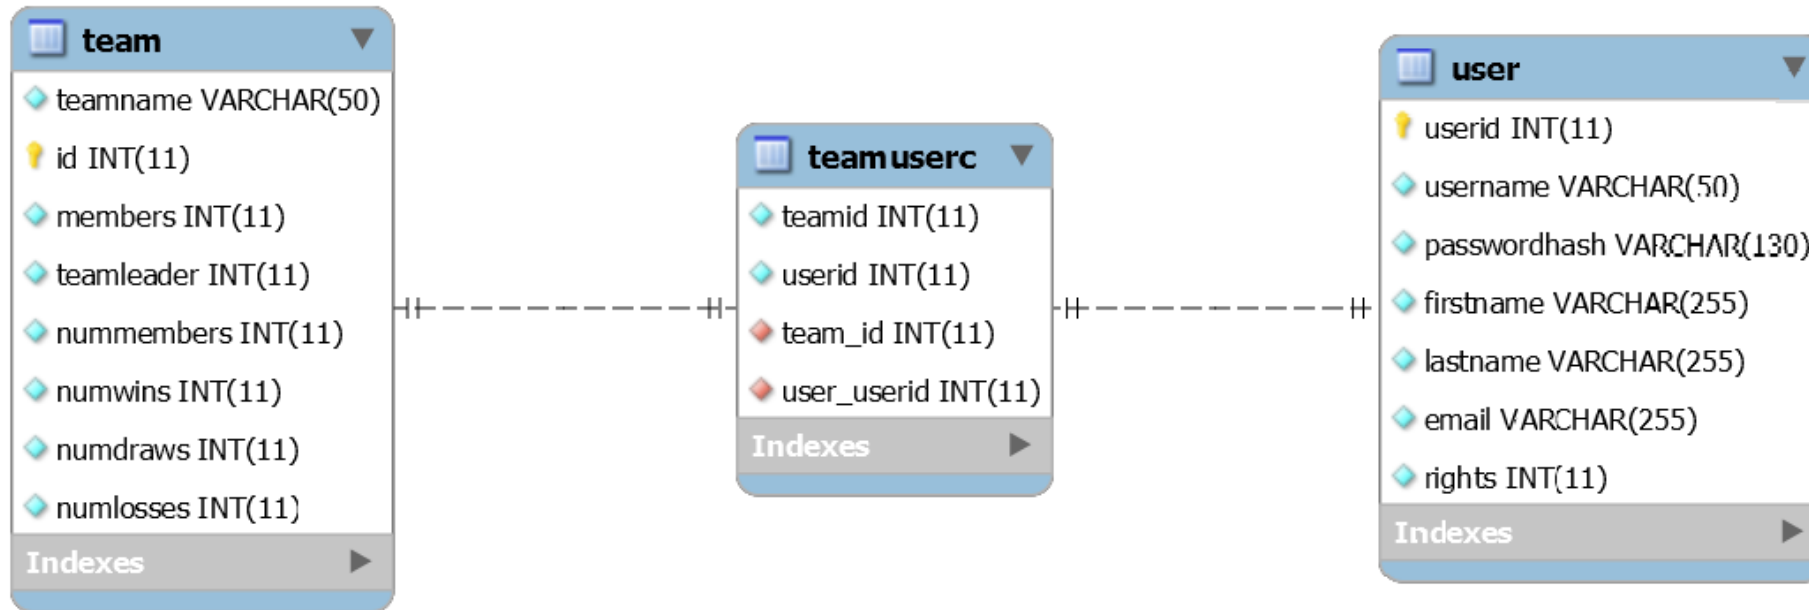 team
teamname VARCHAR(50)
id INT(11)
members INT(11)
teamleader INT(11)
nummembers INT(11)
numwins INT(11)
numdraws INT(11)
numlosses INT(11)
Indexes
teamuserc
teamid INT(11)
userid INT(11)
team_id INT(11)
user_userid INT(11)
Indexes
user
userid INT(11)
username VARCHAR(50)
passwordhash VARCHAR(130)
firstname VARCHAR(255)
lastname VARCHAR(255)
email VARCHAR(255)
rights INT(11)
Indexes